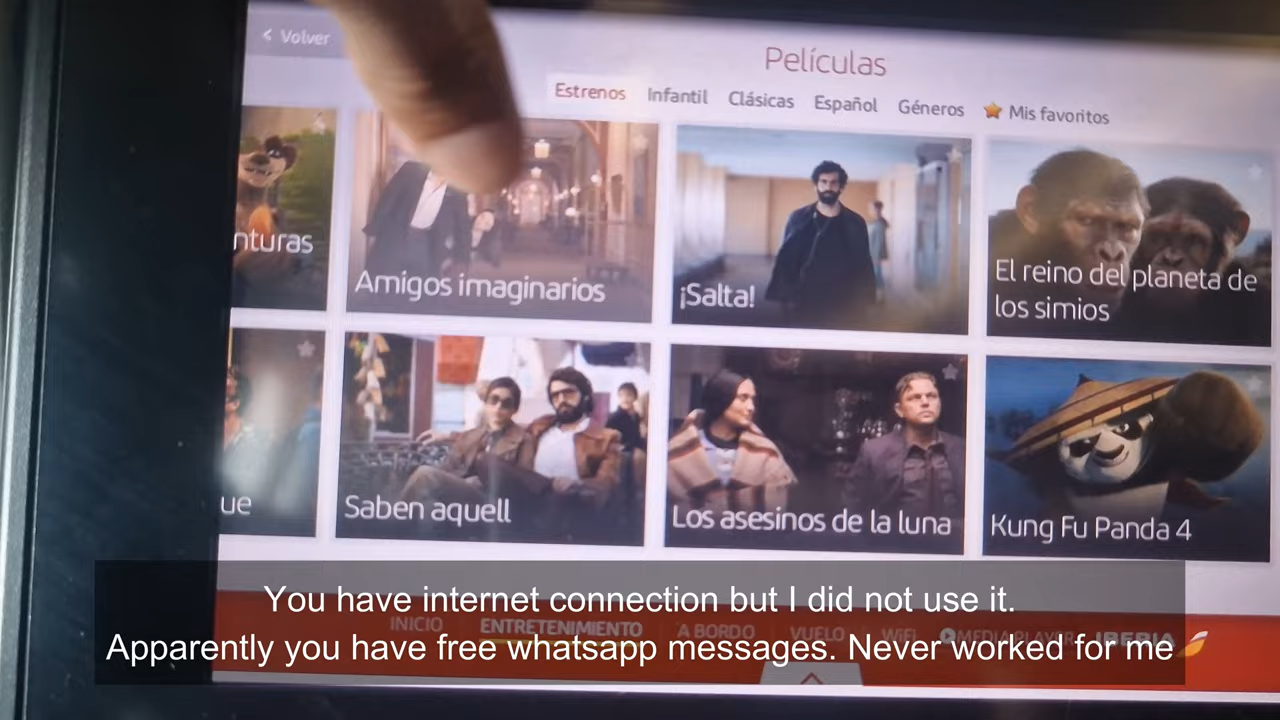 < Volver
Películas
Estrenos Infantil Clásicas Español Géneros Mis favoritos
nturas
Amigos imaginarios
¡Salta!
El reino del planeta de
los simios
ue
Saben aquell
Los asesinos de la luna
Kung Fu Panda 4
You have internet connection but I did not use it.
INICIO ENTRETENIMIENTO A BORDO VUELO WiFi MEDIA PLAYER IBERIA
Apparently you have free whatsapp messages. Never worked for me